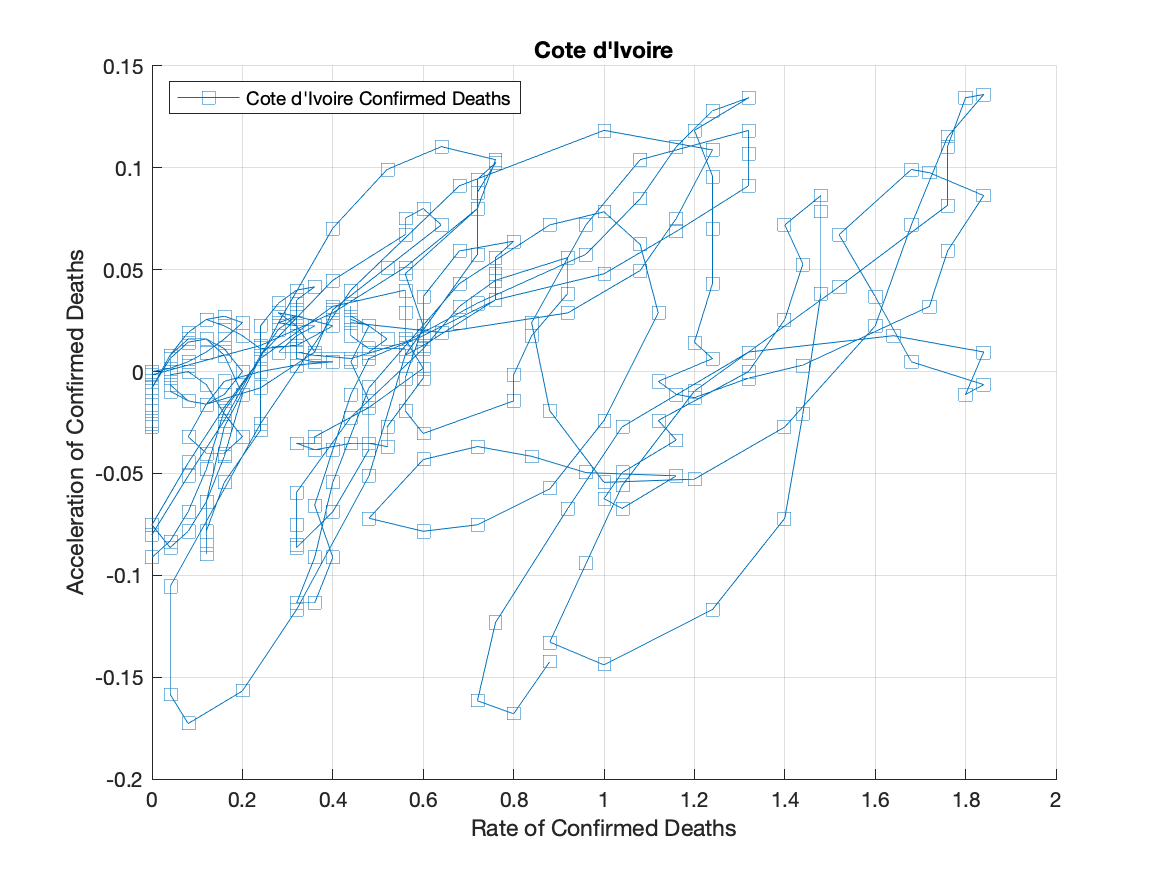 Cote d'Ivoire
Cote d'Ivoire Confirmed Deaths
0.15
0.1
0.05
0
-0.05
-0.1
-0.15
-0.2
Acceleration of Confirmed Deaths
0 0.2 0.4 0.6 0.8 1 1.2 1.4 1.6 1.8 2
Rate of Confirmed Deaths